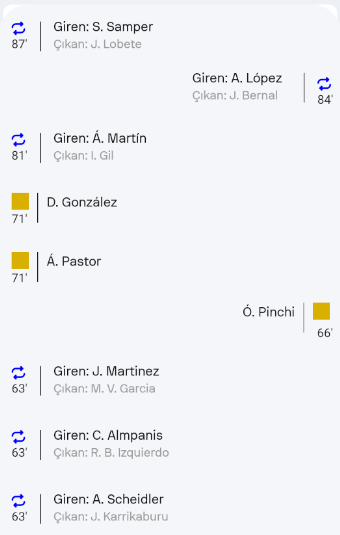 Giren: S. Samper
87' Çıkan: J. Lobete
Giren: A. López
Çıkan: J. Bernal 84'
Giren: Á. Martín
81' Çıkan: I. Gil
D. González
71'
Á. Pastor
71'
Ó. Pinchi
66'
Giren: J. Martinez
63' Çıkan: M. V. Garcia
Giren: C. Almpanis
63' Çıkan: R. B. Izquierdo
Giren: A. Scheidler
63' Çıkan: J. Karrikaburu